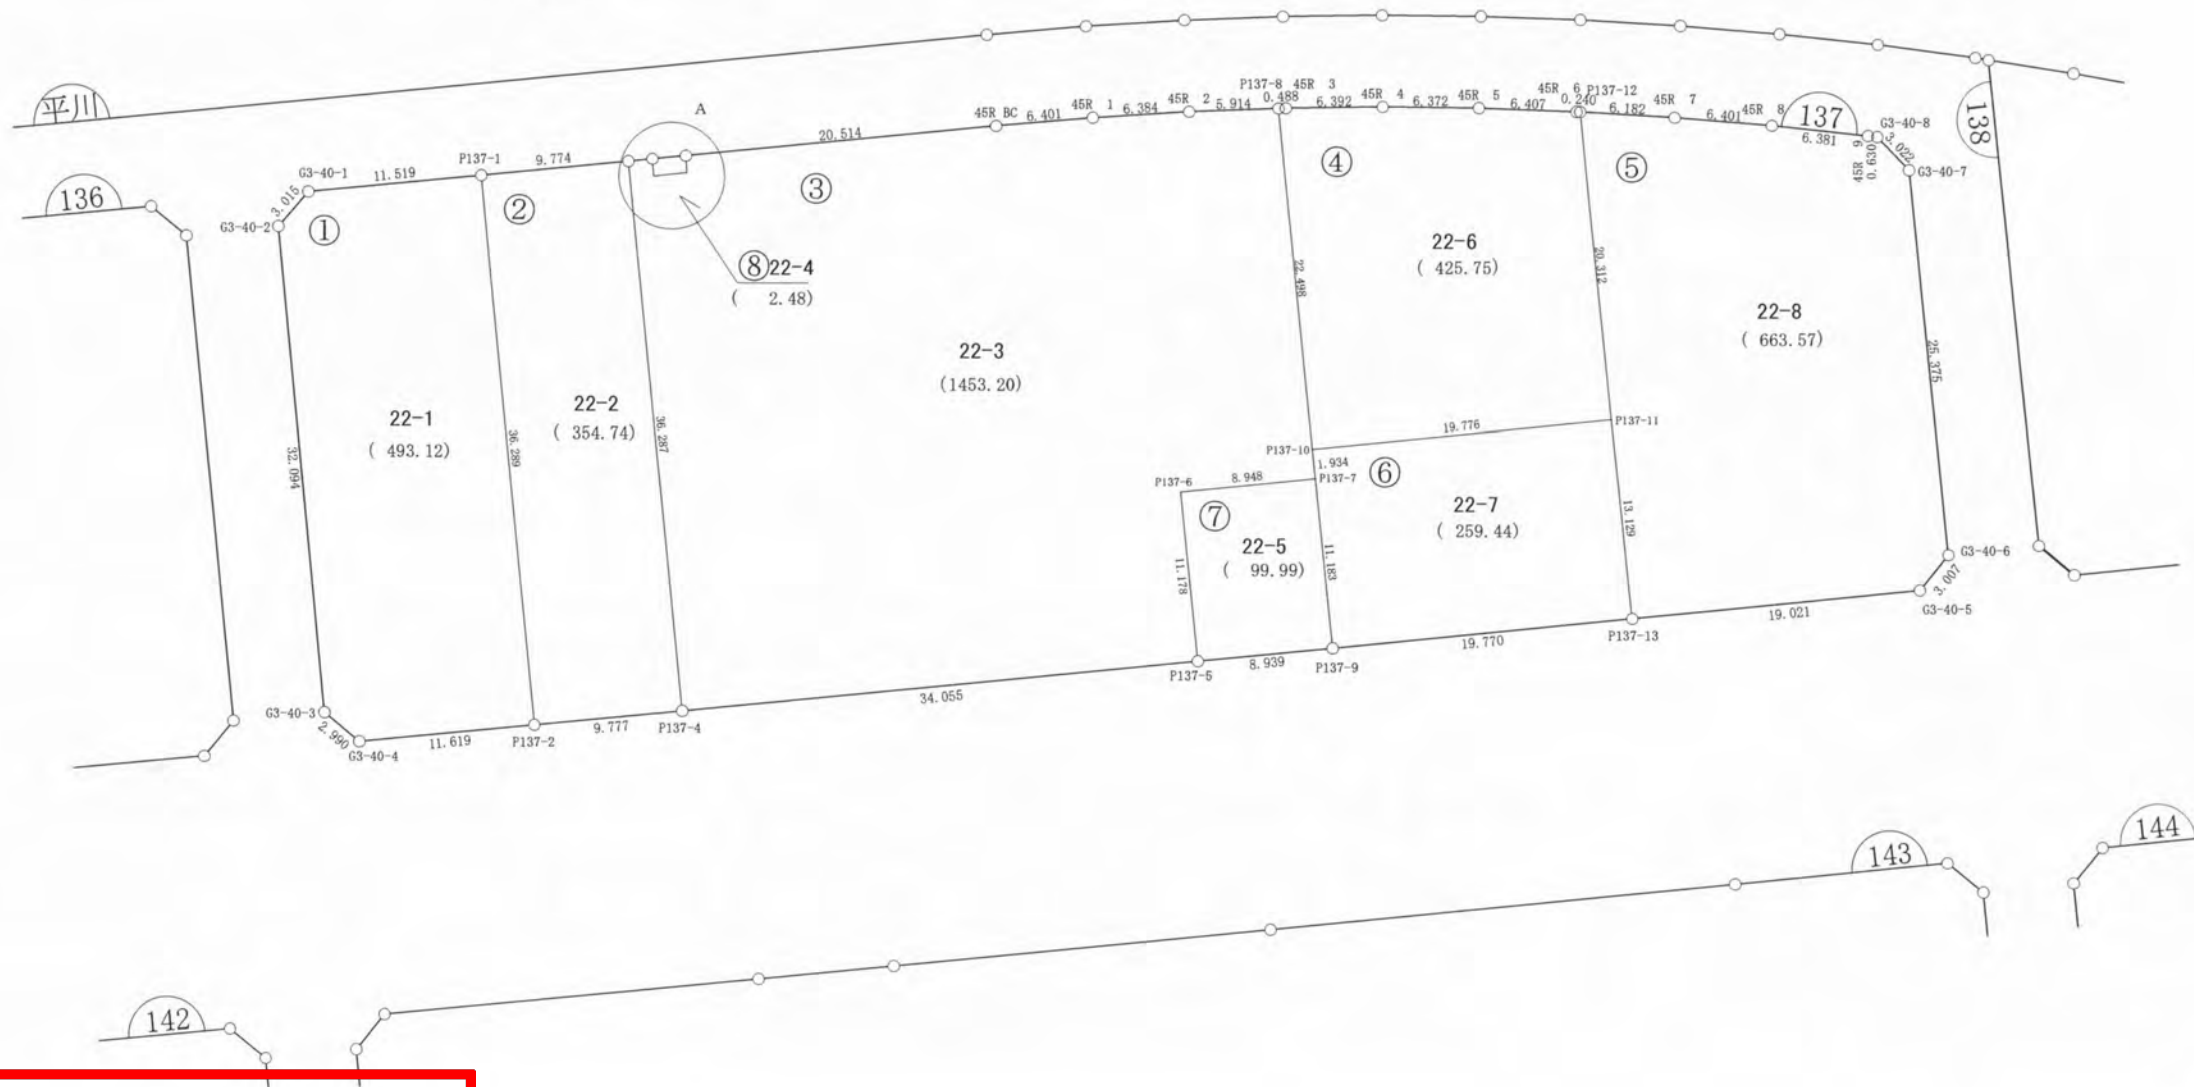 平川
A
P137-8
45R 3
45R 6
P137-12
45R BC
6.401
45R 1
6.384
45R 2
5.914
0.488
6.392
45R 4
6.372
45R 5
6.407
0.240
6.182
45R 7
6.401
45R 8
137
6.381
45R 9
0.630
G3-40-8
3.022
G3-40-7
138
20.514
9.774
P137-1
11.519
G3-40-1
3.015
G3-40-2
136
①
②
③
④
⑤
⑧22-4
( 2.48)
22-6
( 425.75)
22.498
20.312
22-8
( 663.57)
25.375
22-3
(1453.20)
22-2
( 354.74)
22-1
( 493.12)
32.094
36.289
36.287
19.776
P137-11
P137-10
1.934
P137-7
⑥
8.948
P137-6
⑦
22-5
( 99.99)
11.178
11.183
22-7
( 259.44)
13.129
G3-40-6
3.007
G3-40-5
19.021
P137-13
19.770
P137-9
8.939
P137-5
34.055
P137-4
9.777
P137-2
11.619
G3-40-4
2.990
G3-40-3
144
143
142